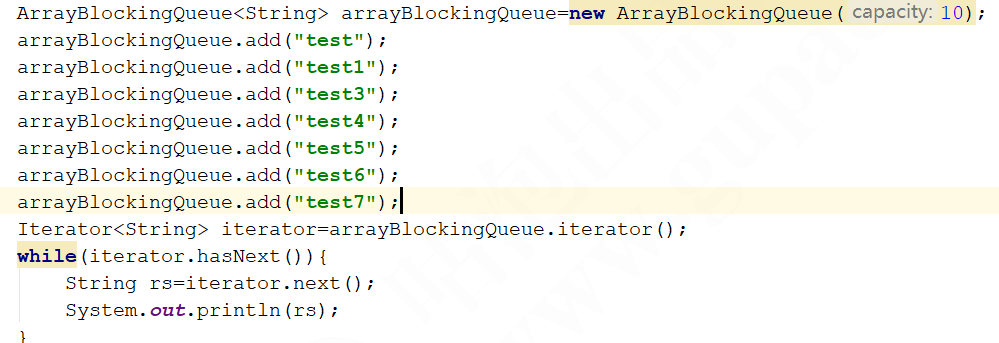 ArrayBlockingQueue<String> arrayBlockingQueue=new ArrayBlockingQueue( capacity: 10);
arrayBlockingQueue.add("test");
arrayBlockingQueue.add("test1");
arrayBlockingQueue.add("test3");
arrayBlockingQueue.add("test4");
arrayBlockingQueue.add("test5");
arrayBlockingQueue.add("test6");
arrayBlockingQueue.add("test7");
Iterator<String> iterator=arrayBlockingQueue.iterator();
while(iterator.hasNext()){
    String rs=iterator.next();
    System.out.println(rs);
}